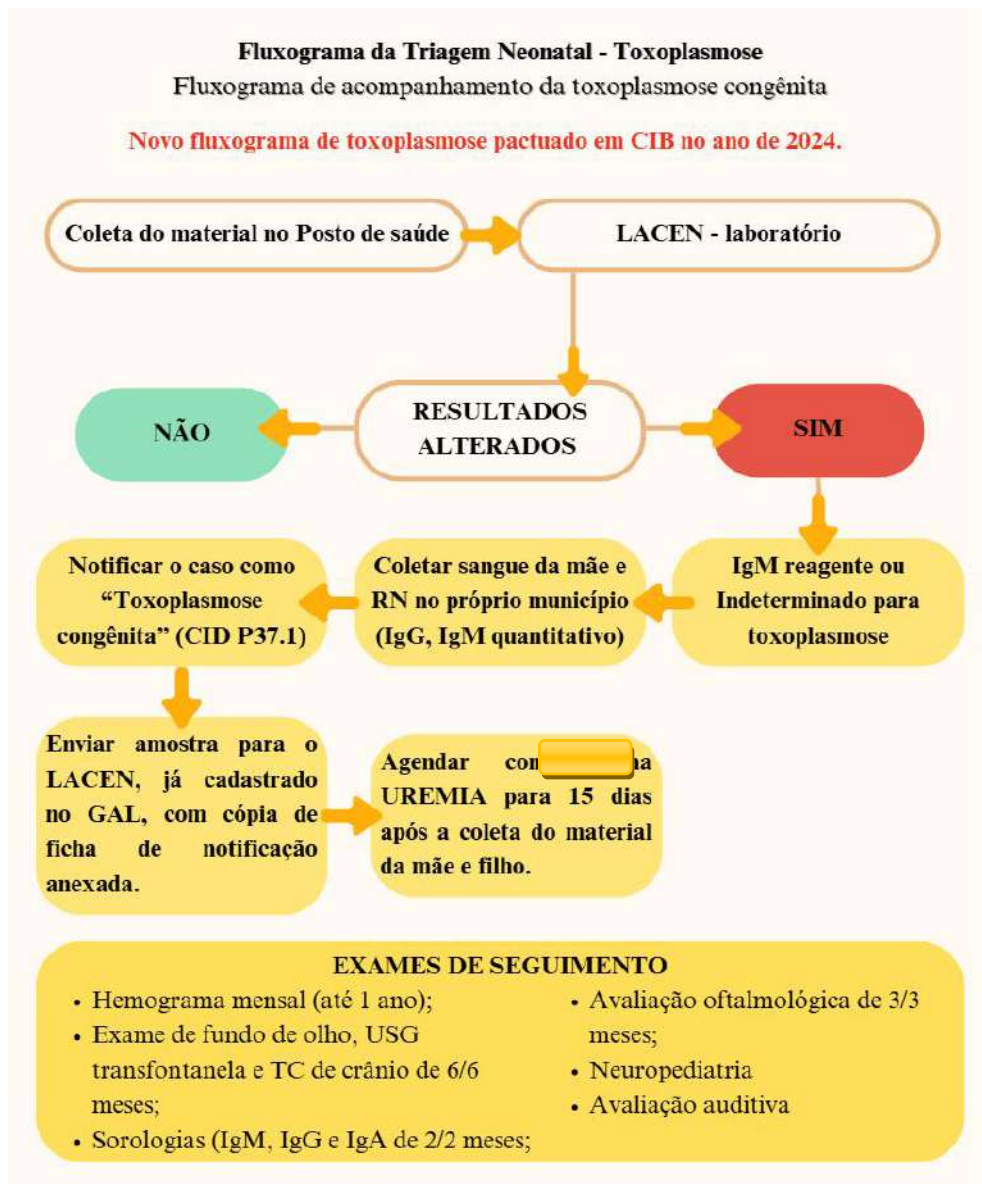 Fluxograma da Triagem Neonatal - Toxoplasmose
Fluxograma de acompanhamento da toxoplasmose congênita
Novo fluxograma de toxoplasmose pactuado em CIB no ano de 2024.
Coleta do material no Posto de saúde
LACEN - laboratório
RESULTADOS
ALTERADOS
NÃO
SIM
IgM reagente ou
Indeterminado para
toxoplasmose
Coletar sangue da mãe e
RN no próprio município
(IgG, IgM quantitativo)
Notificar o caso como
“Toxoplasmose
congênita” (CID P37.1)
Enviar amostra para o
LACEN, já cadastrado
no GAL, com cópia de
ficha de notificação
anexada.
Agendar
UREMIA para 15 dias
após a coleta do material
da mãe e filho.
EXAMES DE SEGUIMENTO
• Hemograma mensal (até 1 ano);
• Exame de fundo de olho, USG
transfontanela e TC de crânio de 6/6
meses;
• Sorologias (IgM, IgG e IgA de 2/2 meses;
• Avaliação oftalmológica de 3/3
meses;
• Neuropediatria
• Avaliação auditiva